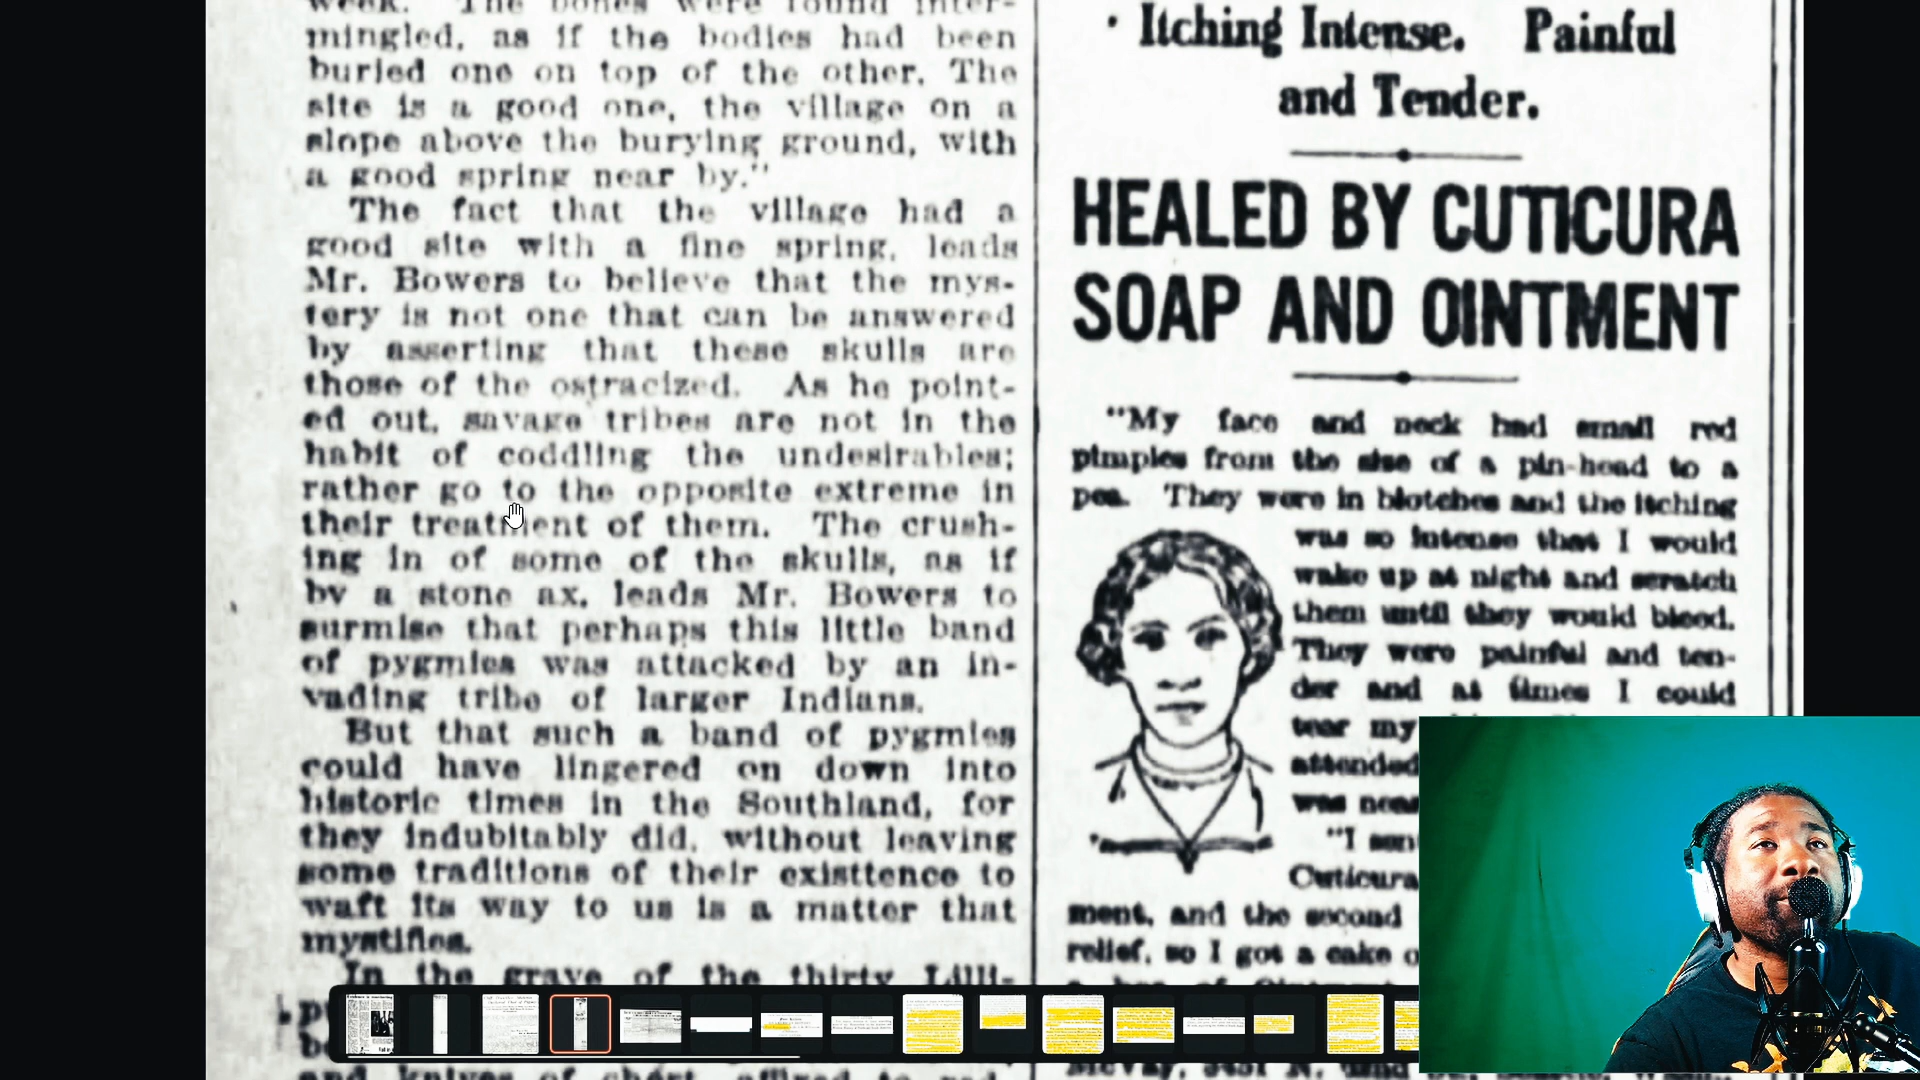 week. The bones were found inter-
mingled, as if the bodies had been
buried one on top of the other. The
site is a good one, the village on a
slope above the burying ground, with
a good spring near by."
The fact that the village had a
good site with a fine spring, leads
Mr. Bowers to believe that the mys-
tery is not one that can be answered
by asserting that these skulls are
those of the ostracized. As he point-
ed out, savage tribes are not in the
habit of coddling the undesirables;
rather go to the opposite extreme in
their treatment of them. The crush-
ing in of some of the skulls, as if
by a stone ax, leads Mr. Bowers to
surmise that perhaps this little band
of pygmies was attacked by an in-
vading tribe of larger Indians.
But that such a band of pygmies
could have lingered on down into
historic times in the Southland, for
they indubitably did, without leaving
some traditions of their existtence to
waft its way to us is a matter that
mystifies.
In the grave of the thirty Lilli-
and knives of chert, affixed to
Itching Intense. Painful
and Tender.
HEALED BY CUTICURA
SOAP AND OINTMENT
"My face and neck had small red
pimples from the size of a pin-head to a
pea. They were in blotches and the itching
was so intense that I would
wake up at night and scratch
them until they would bleed.
They were painful and ten-
der and at times I could
tear my
attended
was
"I
Cuticura
ment, and the second
relief, so I got a cake